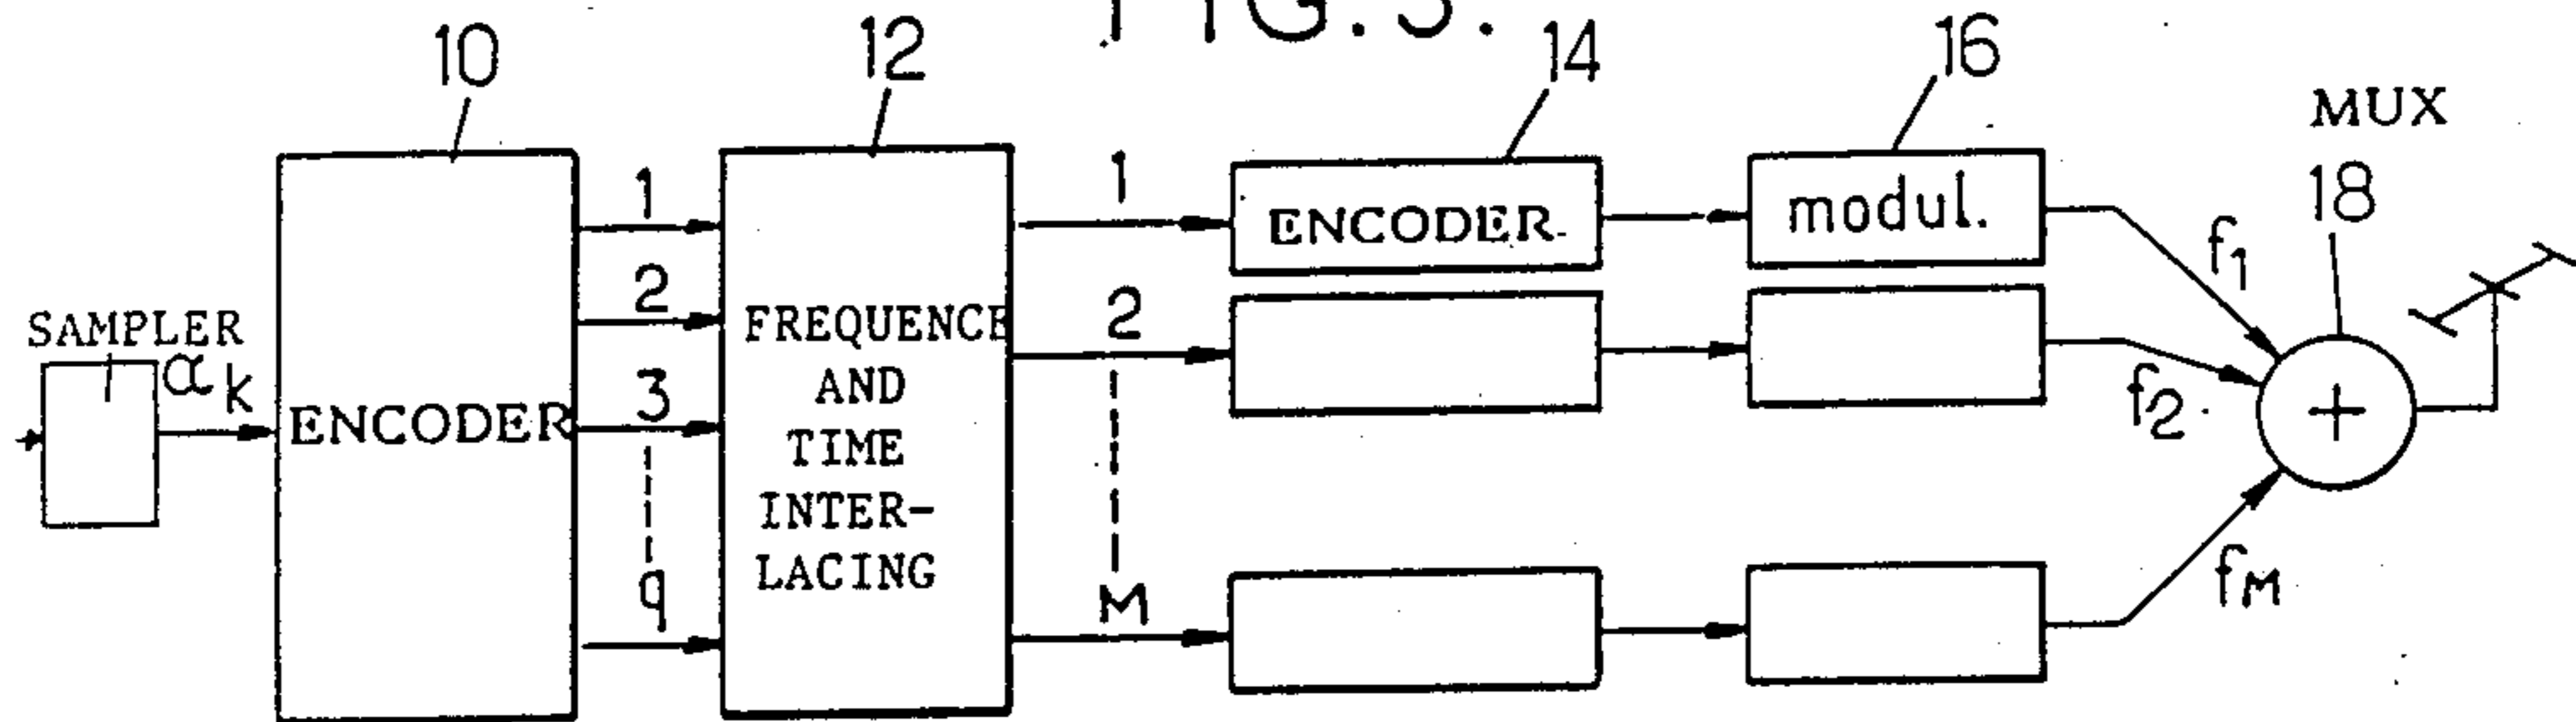 FIG.3.
10
12
14
16
MUX
18
SAMPLER
αk
ENCODER
1
2
3
q
FREQUENCE
AND
TIME
INTER-
LACING
1
2
M
ENCODER
modul.
f1
f2
fM
+